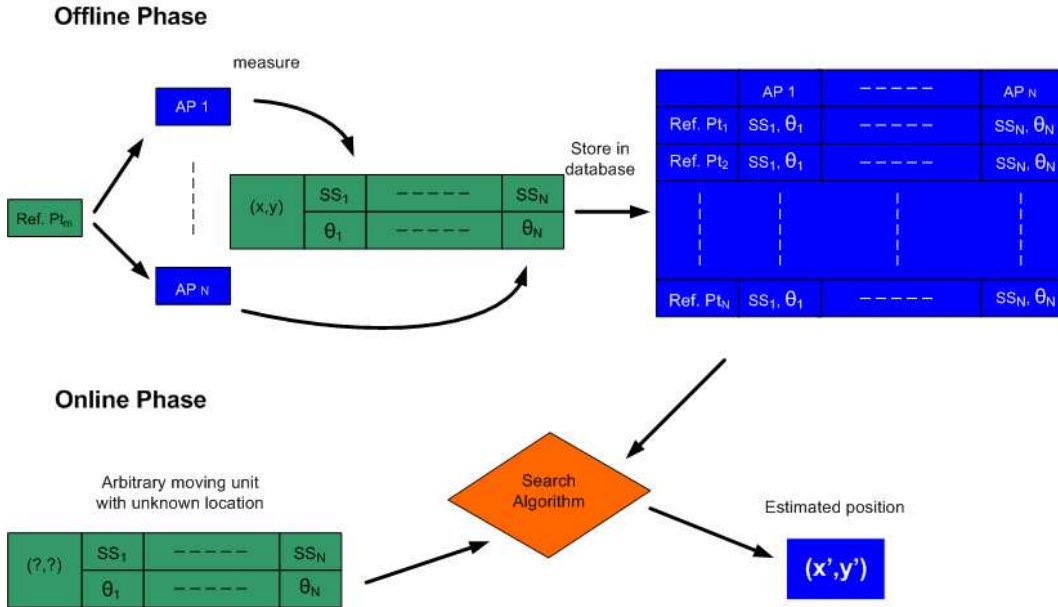 Offline Phase
measure
AP 1
Ref. Ptm
AP N
(x,y) SS1 ----- SSN
θ1 ----- θN
Store in
database
AP 1 ----- AP N
Ref. Pt1 SS1, θ1 ----- SSN, θN
Ref. Pt2 SS1, θ1 ----- SSN, θN
Ref. PtN SS1, θ1 ----- SSN, θN
Online Phase
Arbitrary moving unit
with unknown location
(?,?) SS1 ----- SSN
θ1 ----- θN
Search
Algorithm
Estimated position
(x',y')